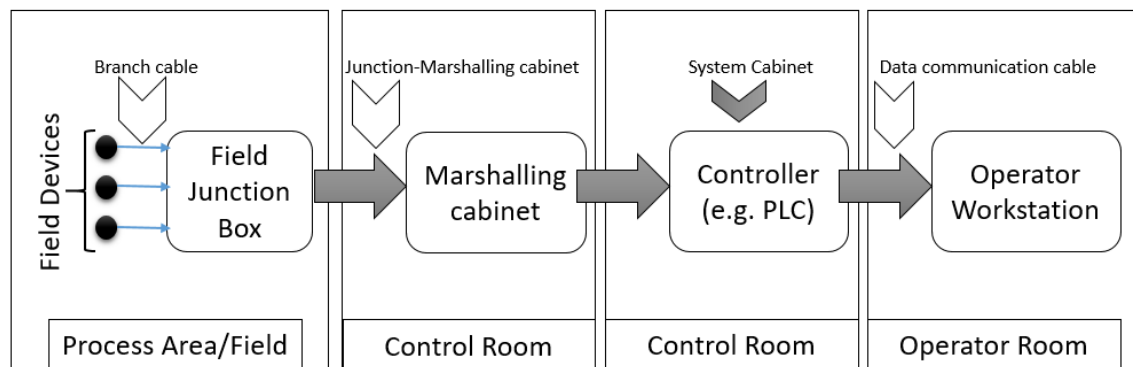 Branch cable
Junction-Marshalling cabinet
System Cabinet
Data communication cable
Field Devices
Field
Junction
Box
Marshalling
cabinet
Controller
(e.g. PLC)
Operator
Workstation
Process Area/Field
Control Room
Control Room
Operator Room